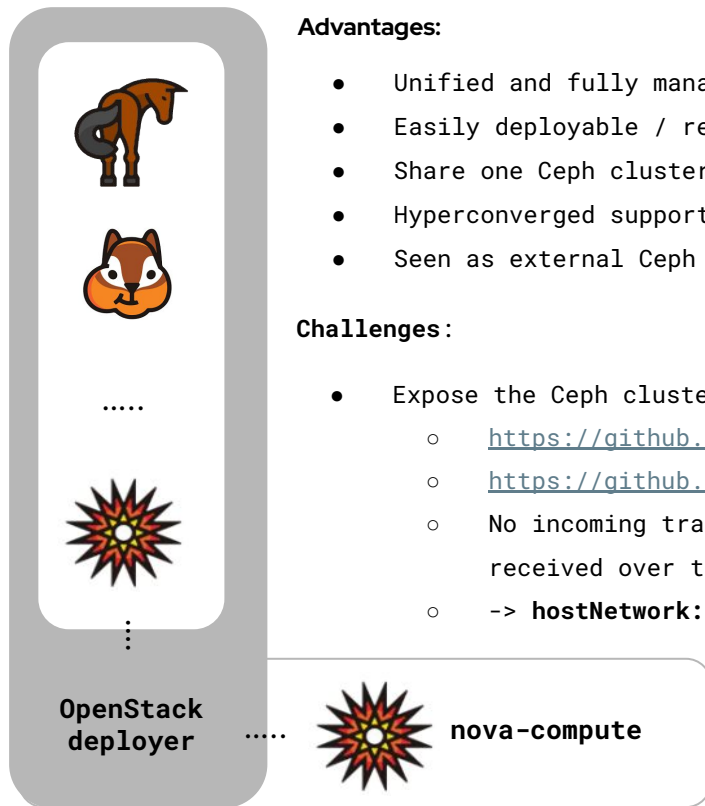 Advantages:
● Unified and fully mana
● Easily deployable / re
● Share one Ceph cluster
● Hyperconverged support
● Seen as external Ceph
Challenges:
● Expose the Ceph cluste
○ https://github.
○ https://github.
○ No incoming tra
received over t
○ -> hostNetwork:
.....
.....
OpenStack
deployer
..... nova-compute